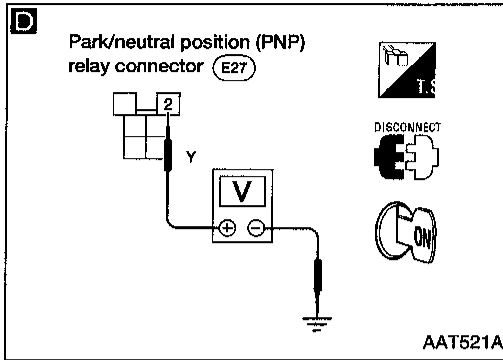 D
Park/neutral position (PNP)
relay connector E27
2
T.S
DISCONNECT
Y
V
+ −
ON
AAT521A